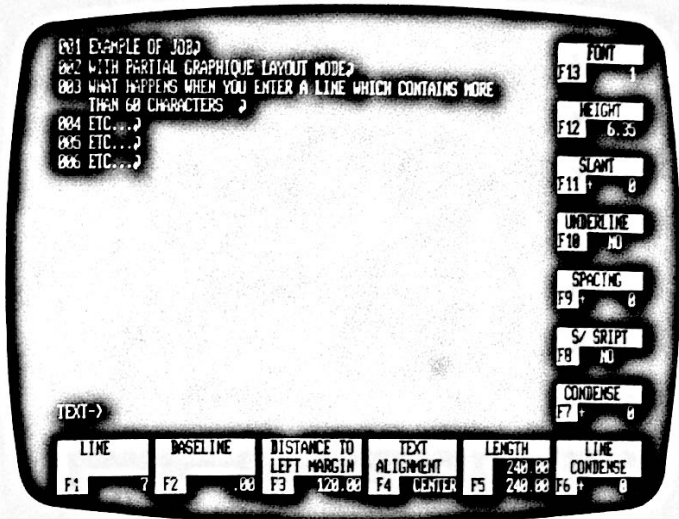 001 EXAMPLE OF JOB
002 WITH PARTIAL GRAPHIQUE LAYOUT MODE
003 WHAT HAPPENS WHEN YOU ENTER A LINE WHICH CONTAINS MORE
THAN 60 CHARACTERS
004 ETC...
005 ETC...
006 ETC...
FONT
F13 1
HEIGHT
F12 6.35
SLANT
F11 + 0
UNDERLINE
F10 NO
SPACING
F9 + 0
S/ SRIPT
F8 NO
CONDENSE
F7 + 0
TEXT->
LINE
F1 7
BASELINE
F2 .00
DISTANCE TO
LEFT MARGIN
F3 120.00
TEXT
ALIGNMENT
F4 CENTER
LENGTH
240.00
F5 240.00
LINE
CONDENSE
F6 + 0